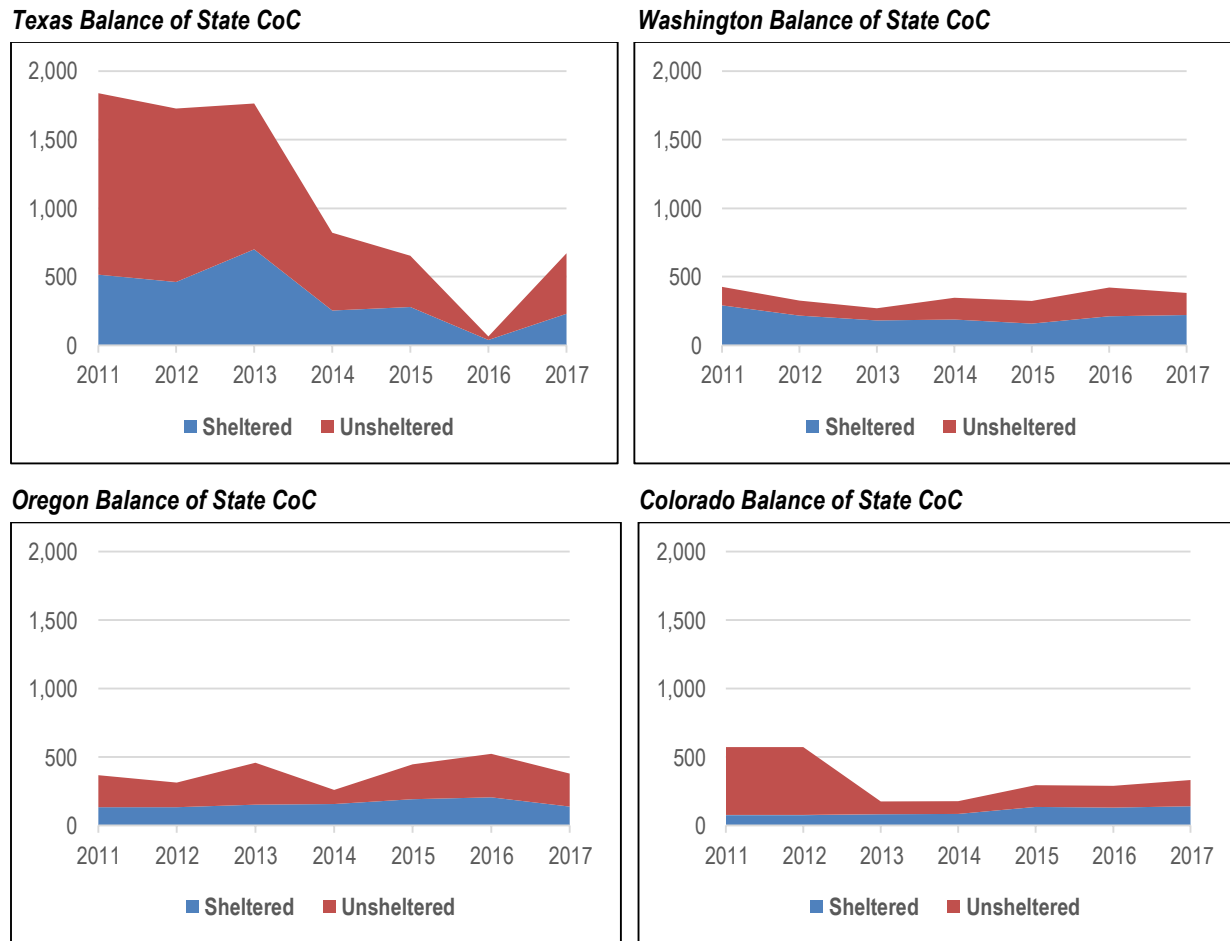 Texas Balance of State CoC
Washington Balance of State CoC
2,000
1,500
1,000
500
0
2011 2012 2013 2014 2015 2016 2017
Sheltered Unsheltered
2,000
1,500
1,000
500
0
2011 2012 2013 2014 2015 2016 2017
Sheltered Unsheltered
Oregon Balance of State CoC
Colorado Balance of State CoC
2,000
1,500
1,000
500
0
2011 2012 2013 2014 2015 2016 2017
Sheltered Unsheltered
2,000
1,500
1,000
500
0
2011 2012 2013 2014 2015 2016 2017
Sheltered Unsheltered